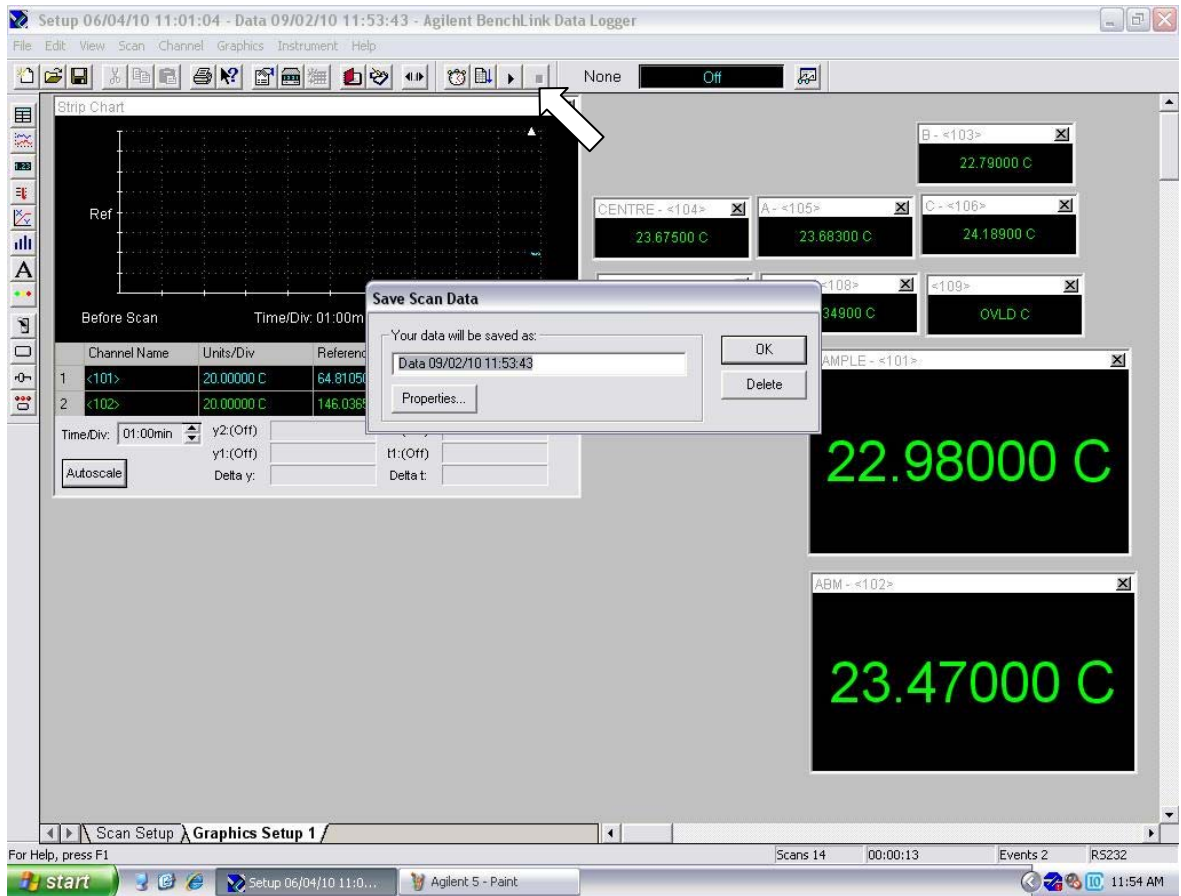 Setup 06/04/10 11:01:04 - Data 09/02/10 11:53:43 - Agilent BenchLink Data Logger
File Edit View Scan Channel Graphics Instrument Help
None Off
Strip Chart
Ref
Before Scan Time/Div: 01:00m
Channel Name Units/Div Referenc
1 <101> 20.00000 C 64.81050
2 <102> 20.00000 C 146.0365
Time/Div: 01:00min y2:(Off)
y1:(Off) t1:(Off)
Autoscale Delta y: Delta t:
B - <103>
22.79000 C
CENTRE - <104> A - <105> C - <106>
23.67500 C 23.68300 C 24.18900 C
<108> <109>
34900 C OVLD C
Save Scan Data
Your data will be saved as:
Data 09/02/10 11:53:43
Properties...
OK
Delete
AMPLE - <101>
22.98000 C
ABM - <102>
23.47000 C
Scan Setup Graphics Setup 1
For Help, press F1 Scans 14 00:00:13 Events 2 RS232
start Setup 06/04/10 11:0... Agilent 5 - Paint 11:54 AM